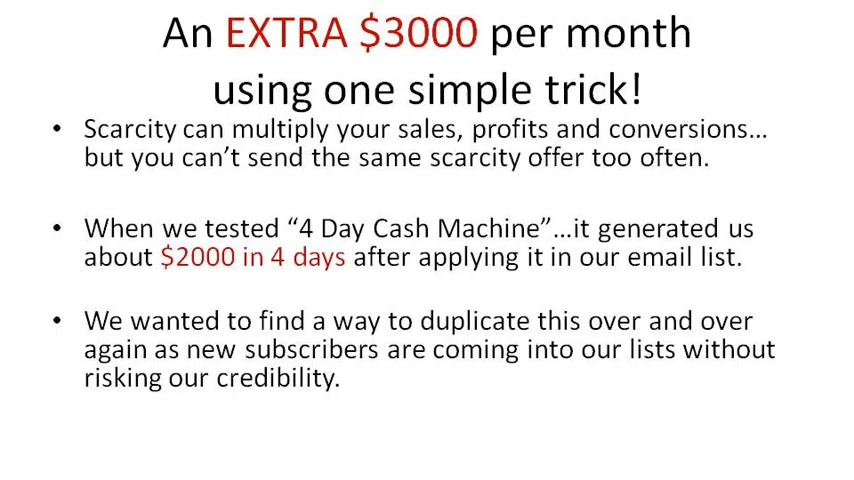 An EXTRA $3000 per month
using one simple trick!
• Scarcity can multiply your sales, profits and conversions…
but you can’t send the same scarcity offer too often.
• When we tested “4 Day Cash Machine”…it generated us
about $2000 in 4 days after applying it in our email list.
• We wanted to find a way to duplicate this over and over
again as new subscribers are coming into our lists without
risking our credibility.